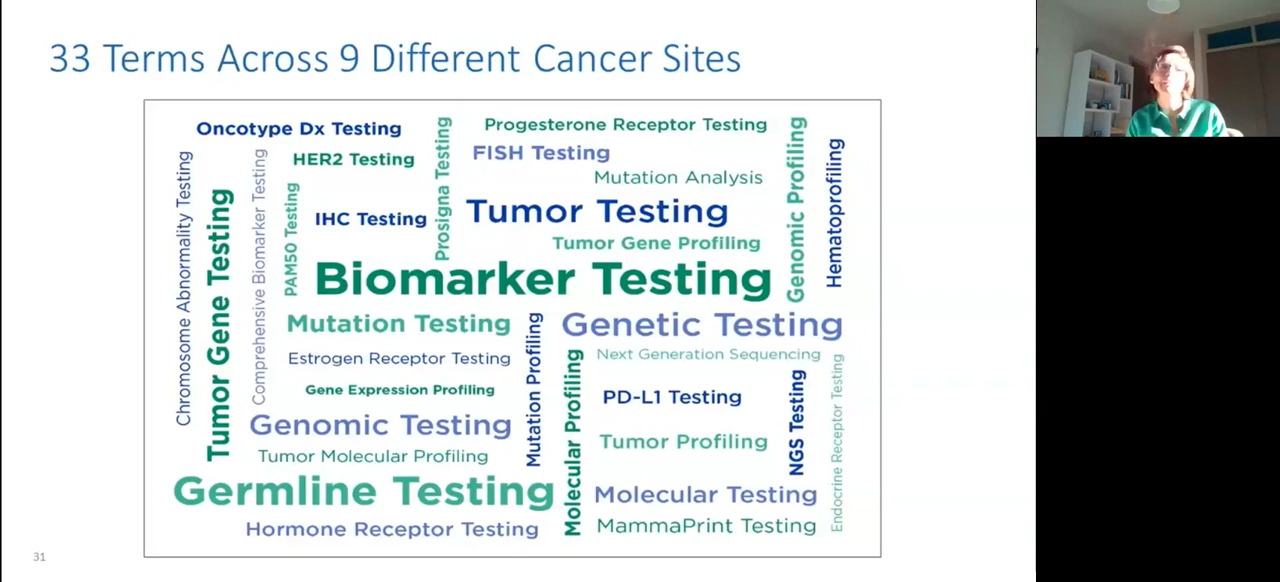 33 Terms Across 9 Different Cancer Sites
Oncotype Dx Testing
Progesterone Receptor Testing
HER2 Testing
FISH Testing
Mutation Analysis
IHC Testing
Tumor Testing
Tumor Gene Profiling
Chromosome Abnormality Testing
Tumor Gene Testing
Comprehensive Biomarker Testing
PAM50 Testing
Prosigna Testing
Genomic Profiling
Hematoprofiling
Biomarker Testing
Mutation Testing
Genetic Testing
Estrogen Receptor Testing
Next Generation Sequencing
Gene Expression Profiling
Mutation Profiling
Molecular Profiling
PD-L1 Testing
NGS Testing
Endocrine Receptor Testing
Genomic Testing
Tumor Profiling
Tumor Molecular Profiling
Germline Testing
Molecular Testing
Hormone Receptor Testing
MammaPrint Testing
31